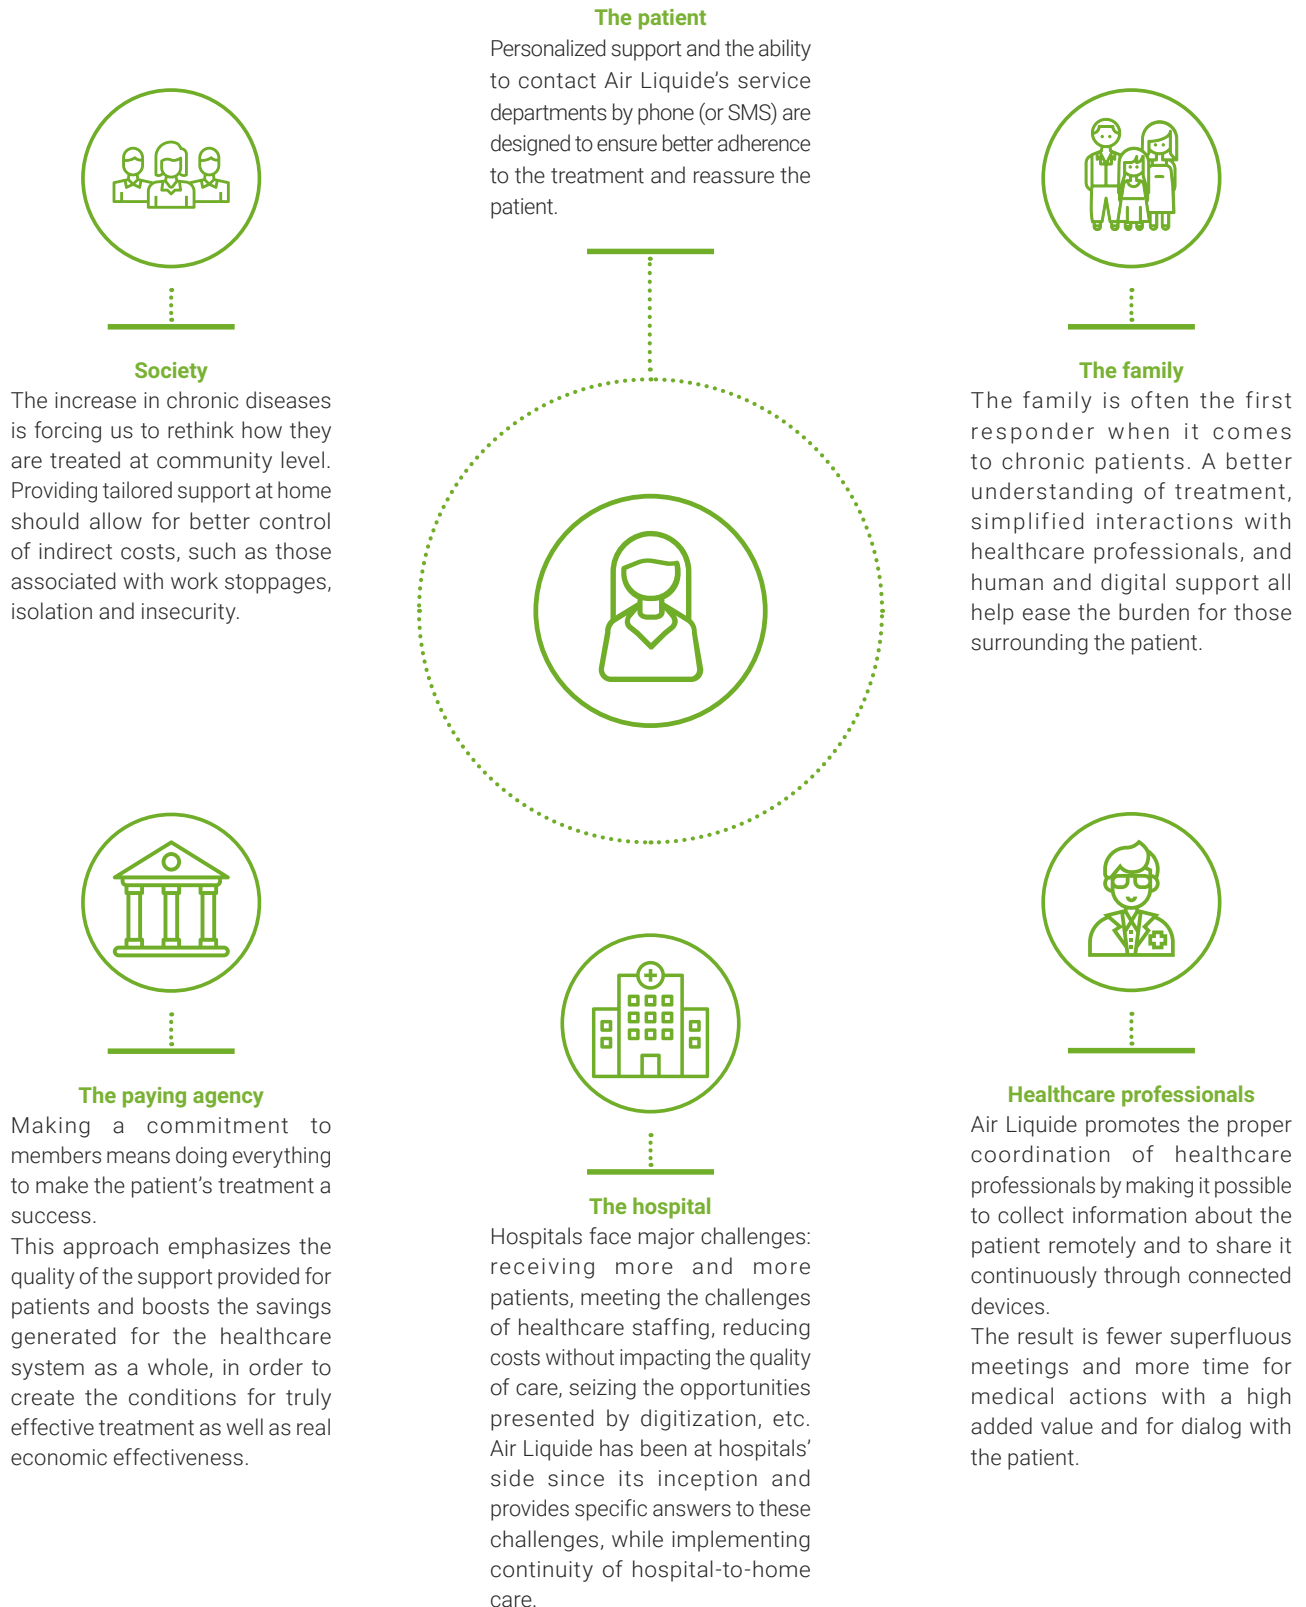 The patient
Personalized support and the ability
to contact Air Liquide’s service
departments by phone (or SMS) are
designed to ensure better adherence
to the treatment and reassure the
patient.
Society
The increase in chronic diseases
is forcing us to rethink how they
are treated at community level.
Providing tailored support at home
should allow for better control
of indirect costs, such as those
associated with work stoppages,
isolation and insecurity.
The family
The family is often the first
responder when it comes
to chronic patients. A better
understanding of treatment,
simplified interactions with
healthcare professionals, and
human and digital support all
help ease the burden for those
surrounding the patient.
The paying agency
Making a commitment to
members means doing everything
to make the patient’s treatment a
success.
This approach emphasizes the
quality of the support provided for
patients and boosts the savings
generated for the healthcare
system as a whole, in order to
create the conditions for truly
effective treatment as well as real
economic effectiveness.
The hospital
Hospitals face major challenges:
receiving more and more
patients, meeting the challenges
of healthcare staffing, reducing
costs without impacting the quality
of care, seizing the opportunities
presented by digitization, etc.
Air Liquide has been at hospitals’
side since its inception and
provides specific answers to these
challenges, while implementing
continuity of hospital-to-home
care.
Healthcare professionals
Air Liquide promotes the proper
coordination of healthcare
professionals by making it possible
to collect information about the
patient remotely and to share it
continuously through connected
devices.
The result is fewer superfluous
meetings and more time for
medical actions with a high
added value and for dialog with
the patient.